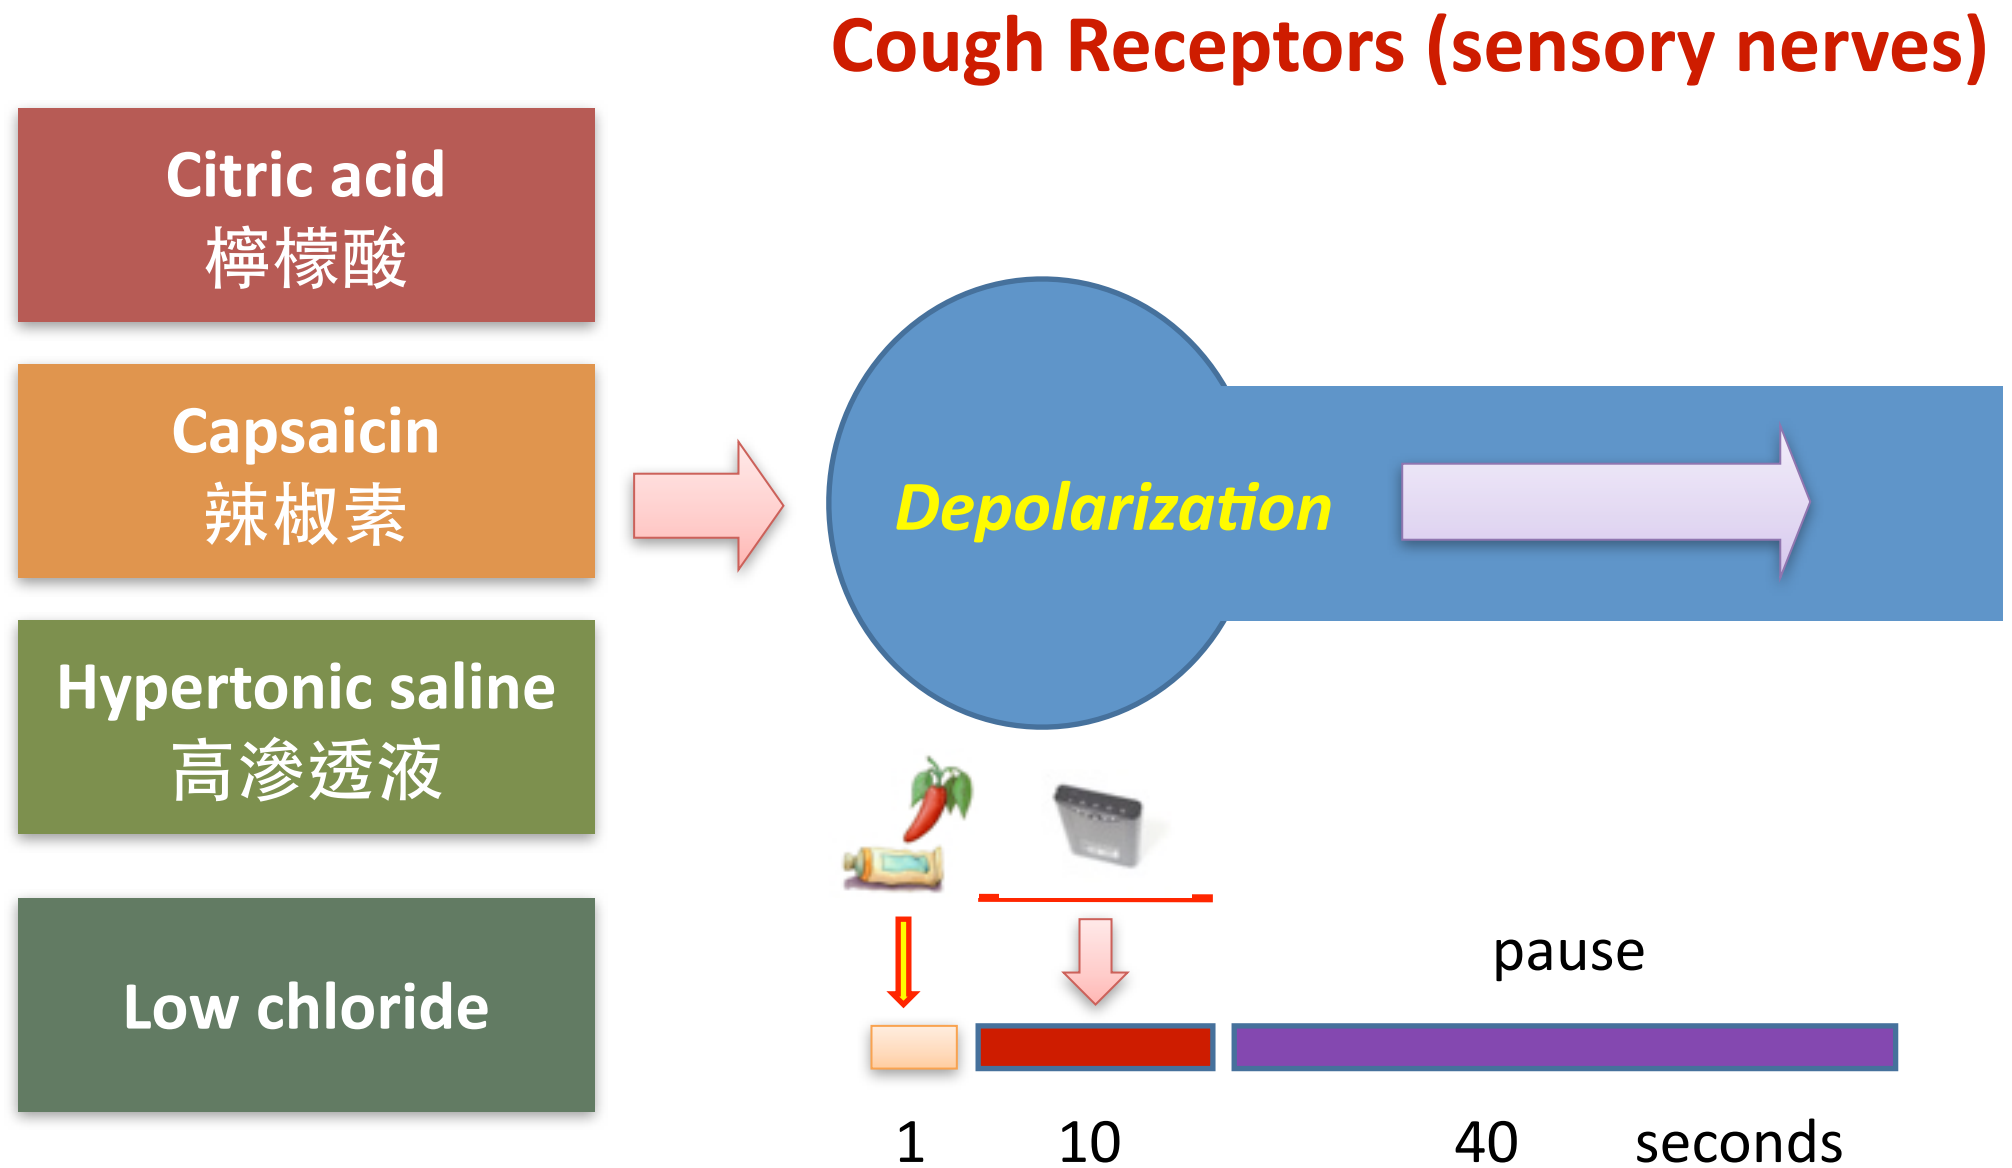 Cough Receptors (sensory nerves)
Citric acid
檸檬酸
Capsaicin
辣椒素
Hypertonic saline
高滲透液
Low chloride
Depolarization
pause
1 10 40 seconds